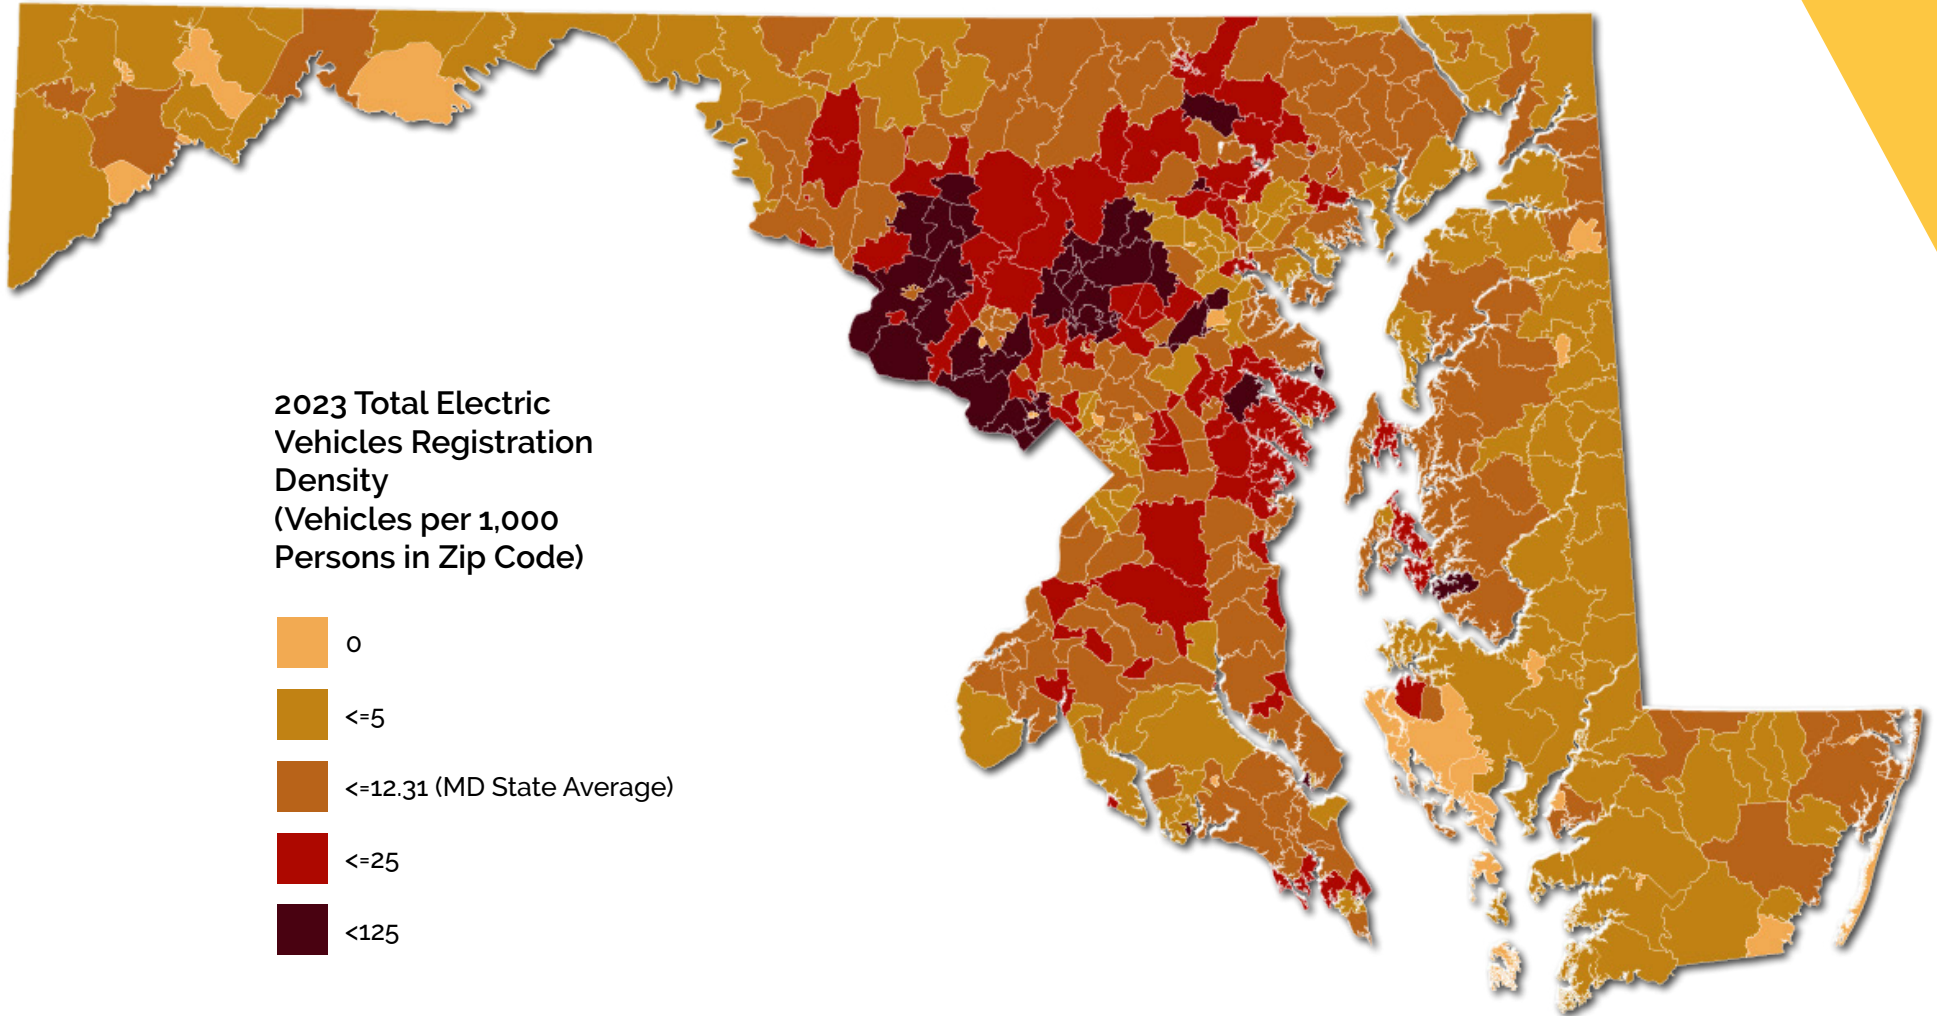 2023 Total Electric
Vehicles Registration
Density
(Vehicles per 1,000
Persons in Zip Code)
0
<=5
<=12.31 (MD State Average)
<=25
<125